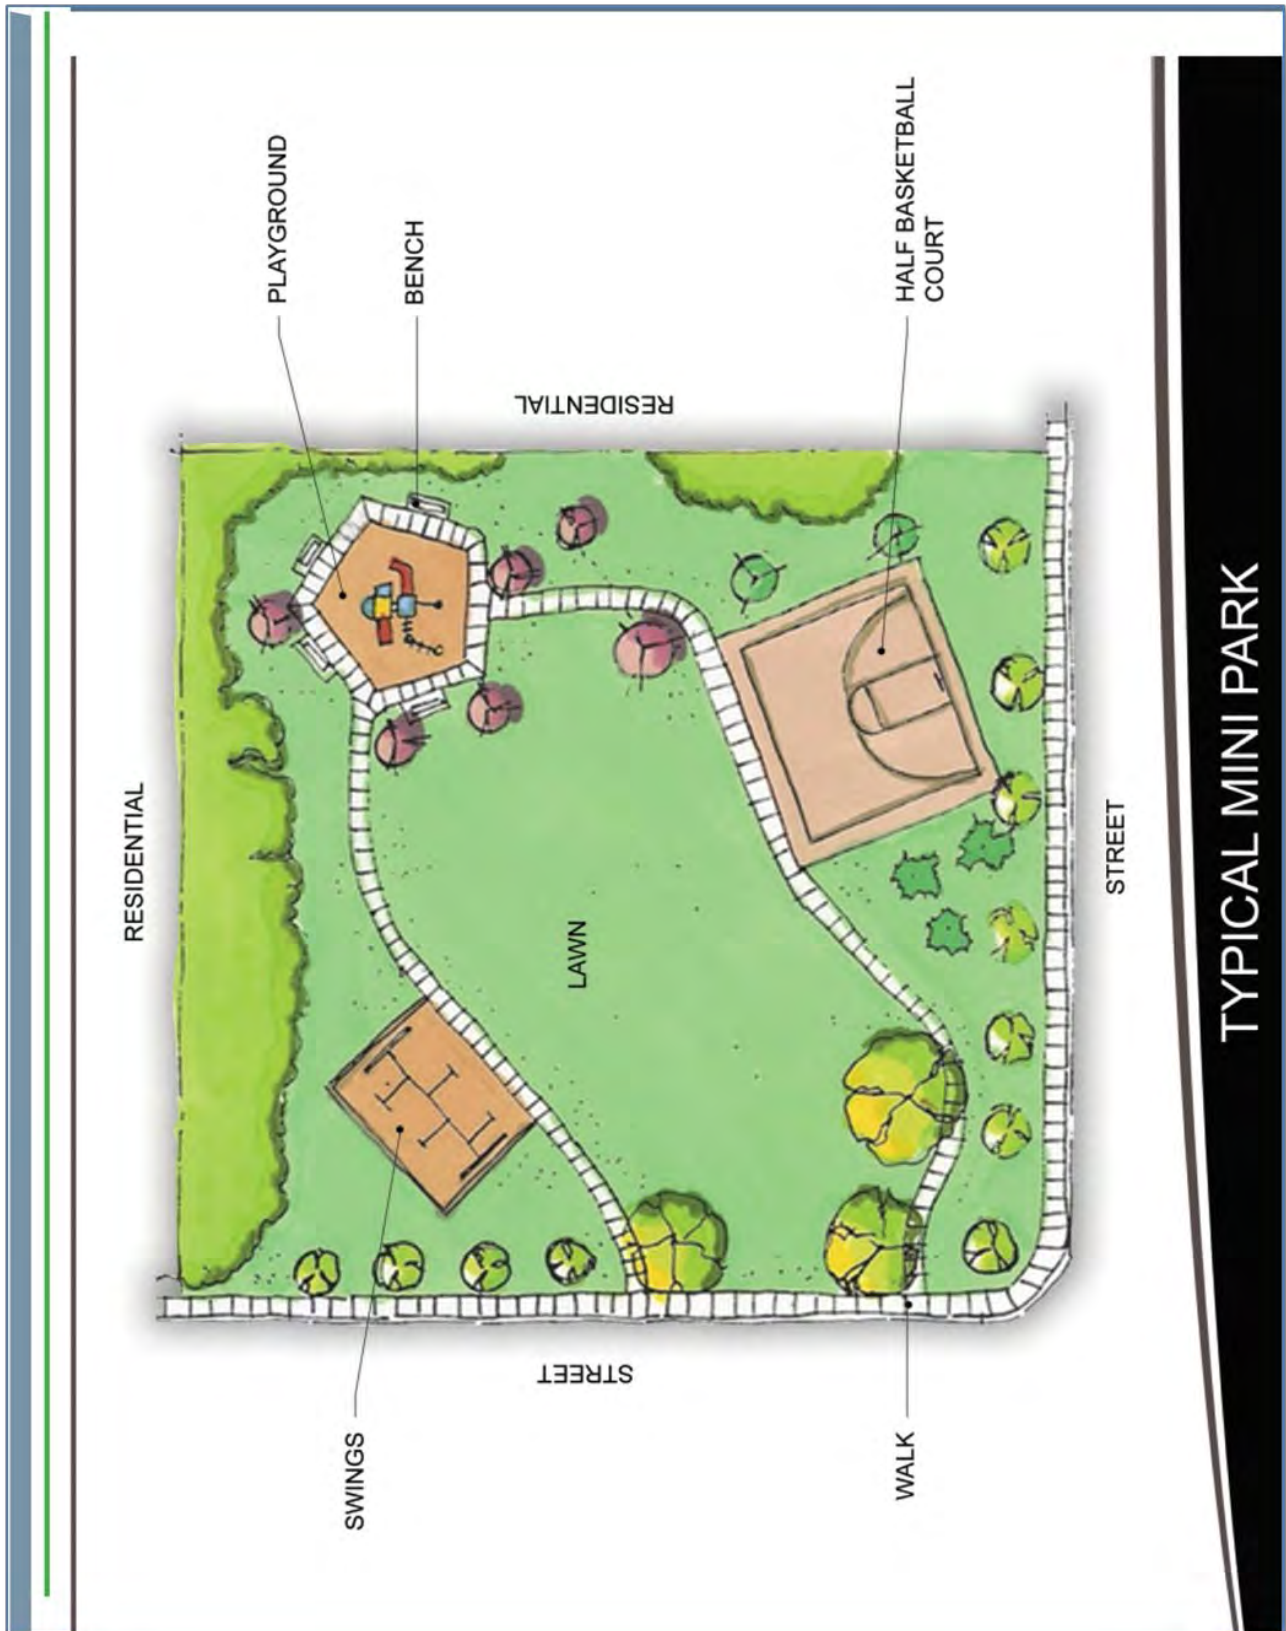 RESIDENTIAL
PLAYGROUND
BENCH
RESIDENTIAL
HALF BASKETBALL
COURT
LAWN
SWINGS
STREET
WALK
STREET
TYPICAL MINI PARK